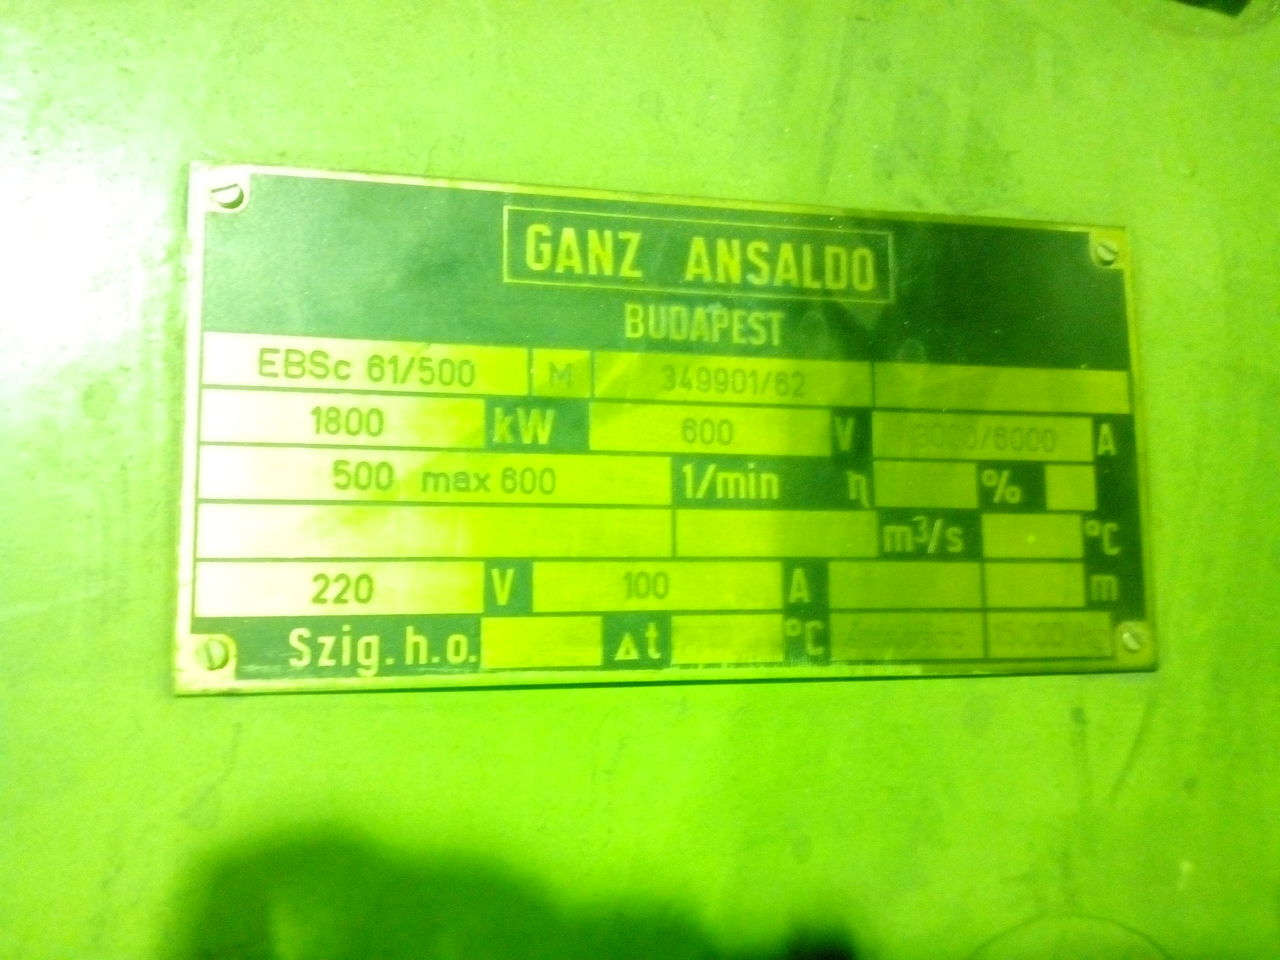 GANZ ANSALDO
BUDAPEST
EBSc 61/500 M 349901/62
1800 kW 600 V 3000/6000 A
500 max 600 1/min η %
m³/s °C
220 V 100 A m
Szig. h. o. Δt °C